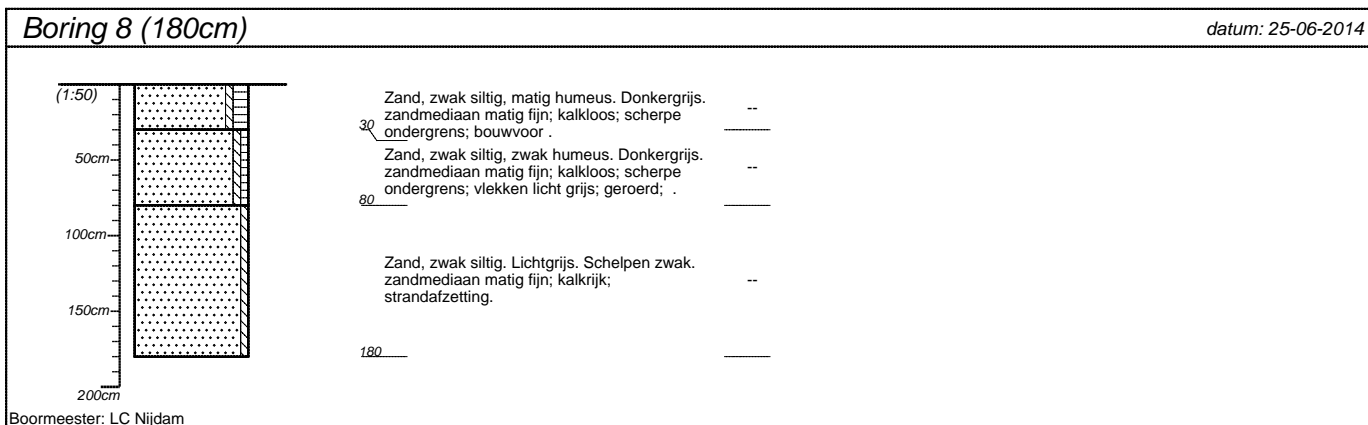 Boring 8 (180cm)
datum: 25-06-2014
(1:50)
Zand, zwak siltig, matig humeus. Donkergrijs.
zandmediaan matig fijn; kalkloos; scherpe
ondergrens; bouwvoor .
--
30
50cm
Zand, zwak siltig, zwak humeus. Donkergrijs.
zandmediaan matig fijn; kalkloos; scherpe
ondergrens; vlekken licht grijs; geroerd; .
--
80
100cm
Zand, zwak siltig. Lichtgrijs. Schelpen zwak.
zandmediaan matig fijn; kalkrijk;
strandafzetting.
--
150cm
180
200cm
Boormeester: LC Nijdam